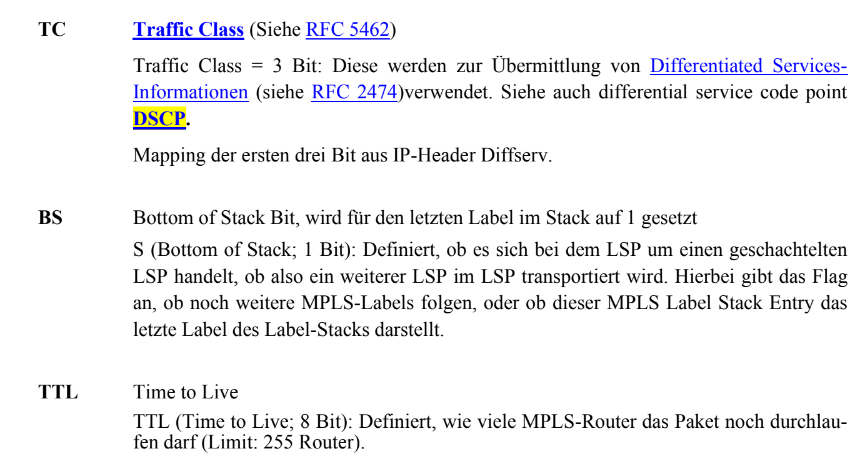 TC Traffic Class (Siehe RFC 5462)
Traffic Class = 3 Bit: Diese werden zur Übermittlung von Differentiated Services-
Informationen (siehe RFC 2474)verwendet. Siehe auch differential service code point
DSCP.
Mapping der ersten drei Bit aus IP-Header Diffserv.
BS Bottom of Stack Bit, wird für den letzten Label im Stack auf 1 gesetzt
S (Bottom of Stack; 1 Bit): Definiert, ob es sich bei dem LSP um einen geschachtelten
LSP handelt, ob also ein weiterer LSP im LSP transportiert wird. Hierbei gibt das Flag
an, ob noch weitere MPLS-Labels folgen, oder ob dieser MPLS Label Stack Entry das
letzte Label des Label-Stacks darstellt.
TTL Time to Live
TTL (Time to Live; 8 Bit): Definiert, wie viele MPLS-Router das Paket noch durchlau-
fen darf (Limit: 255 Router).